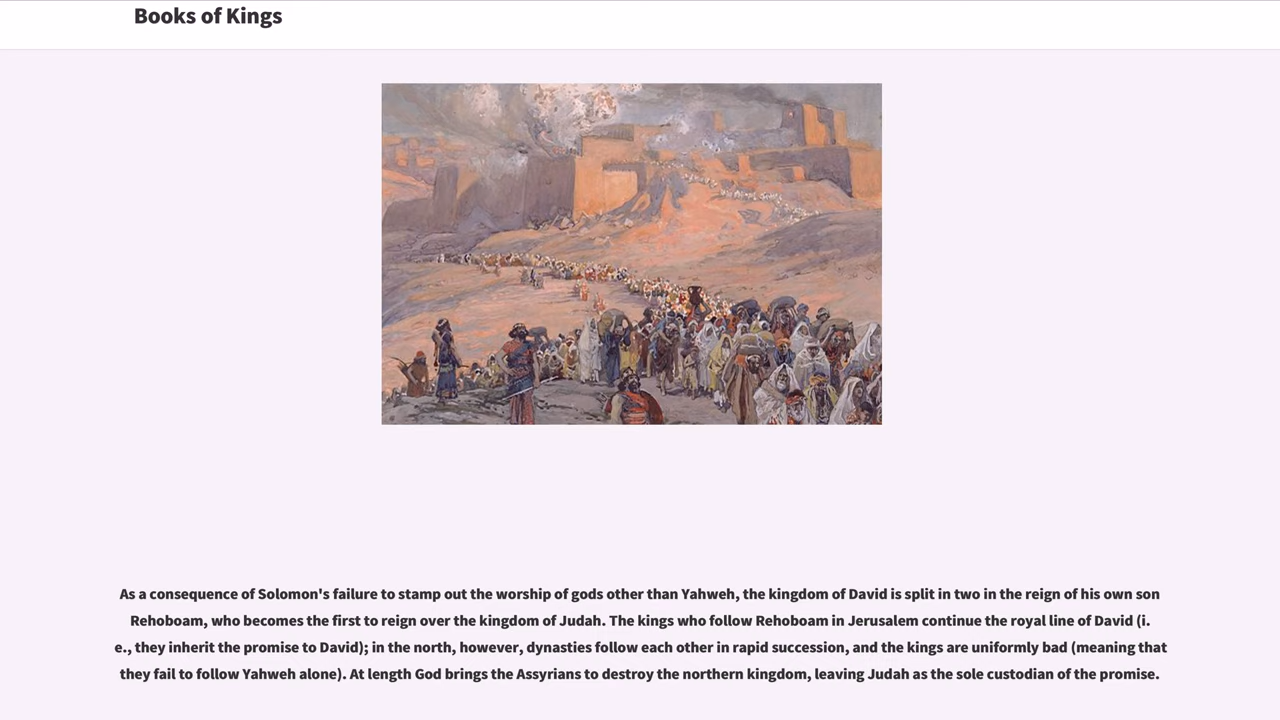 Books of Kings
As a consequence of Solomon's failure to stamp out the worship of gods other than Yahweh, the kingdom of David is split in two in the reign of his own son
Rehoboam, who becomes the first to reign over the kingdom of Judah. The kings who follow Rehoboam in Jerusalem continue the royal line of David (i.
e., they inherit the promise to David); in the north, however, dynasties follow each other in rapid succession, and the kings are uniformly bad (meaning that
they fail to follow Yahweh alone). At length God brings the Assyrians to destroy the northern kingdom, leaving Judah as the sole custodian of the promise.